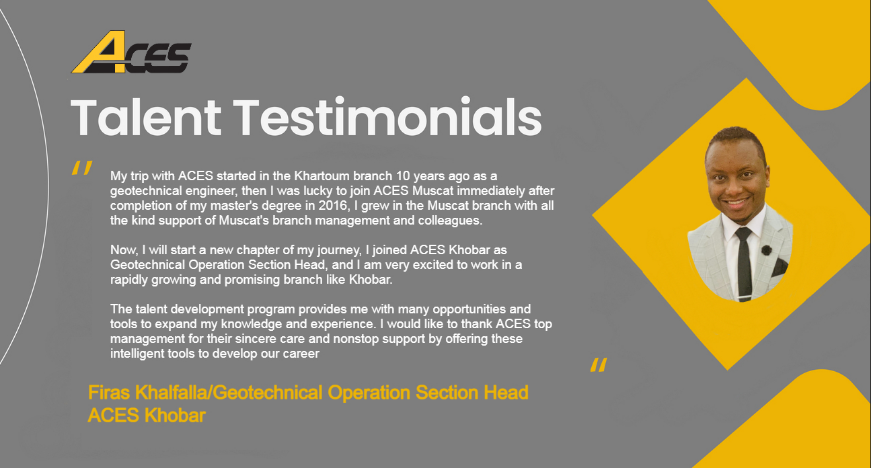 ACES
Talent Testimonials
“
My trip with ACES started in the Khartoum branch 10 years ago as a
geotechnical engineer, then I was lucky to join ACES Muscat immediately after
completion of my master's degree in 2016, I grew in the Muscat branch with all
the kind support of Muscat's branch management and colleagues.
Now, I will start a new chapter of my journey, I joined ACES Khobar as
Geotechnical Operation Section Head, and I am very excited to work in a
rapidly growing and promising branch like Khobar.
The talent development program provides me with many opportunities and
tools to expand my knowledge and experience. I would like to thank ACES top
management for their sincere care and nonstop support by offering these
intelligent tools to develop our career
“
Firas Khalfalla/Geotechnical Operation Section Head
ACES Khobar